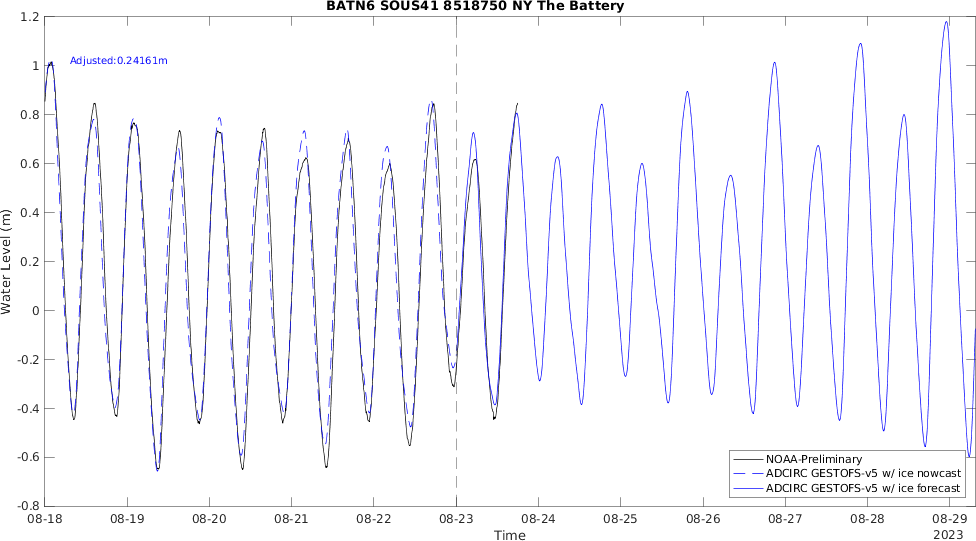 BATN6 SOUS41 8518750 NY The Battery
Adjusted:0.24161m
1.2
1
0.8
0.6
0.4
0.2
0
-0.2
-0.4
-0.6
-0.8
Water Level (m)
NOAA-Preliminary
ADCIRC GESTOFS-v5 w/ ice nowcast
ADCIRC GESTOFS-v5 w/ ice forecast
08-18 08-19 08-20 08-21 08-22 08-23 08-24 08-25 08-26 08-27 08-28 08-29
Time
2023